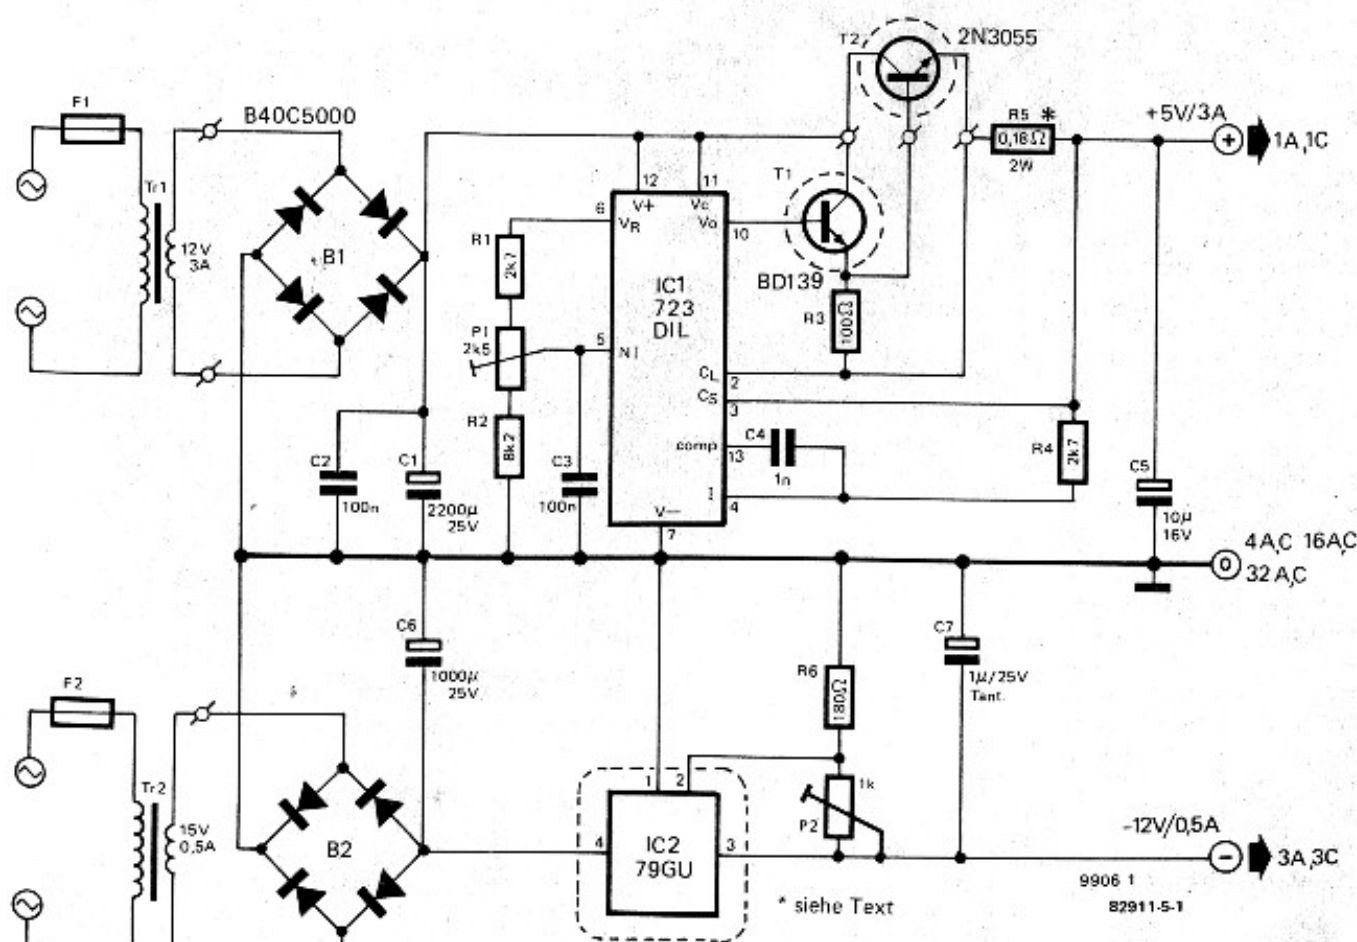 F1
B40C5000
Tr1
12V
3A
B1
C2
100n
C1
2200µ
25V
R1
2k7
P1
2k5
R2
8k2
C3
100n
6
VR
12
V+
11
Vc
Vo
10
IC1
723
DIL
5
NI
CL
2
CS
3
comp
13
I
4
V−
7
C4
1n
T1
BD139
R3
100Ω
T2
2N3055
R5 *
0,18Ω
2W
R4
2k7
C5
10µ
16V
+5V/3A
+
1A,1C
4A,C 16A,C
0
32A,C
C6
1000µ
25V
F2
Tr2
15V
0,5A
B2
1
2
4
3
IC2
79GU
R6
180Ω
1k
P2
C7
1µ/25V
Tant.
-12V/0,5A
−
3A,3C
* siehe Text
9906 1
82911-5-1